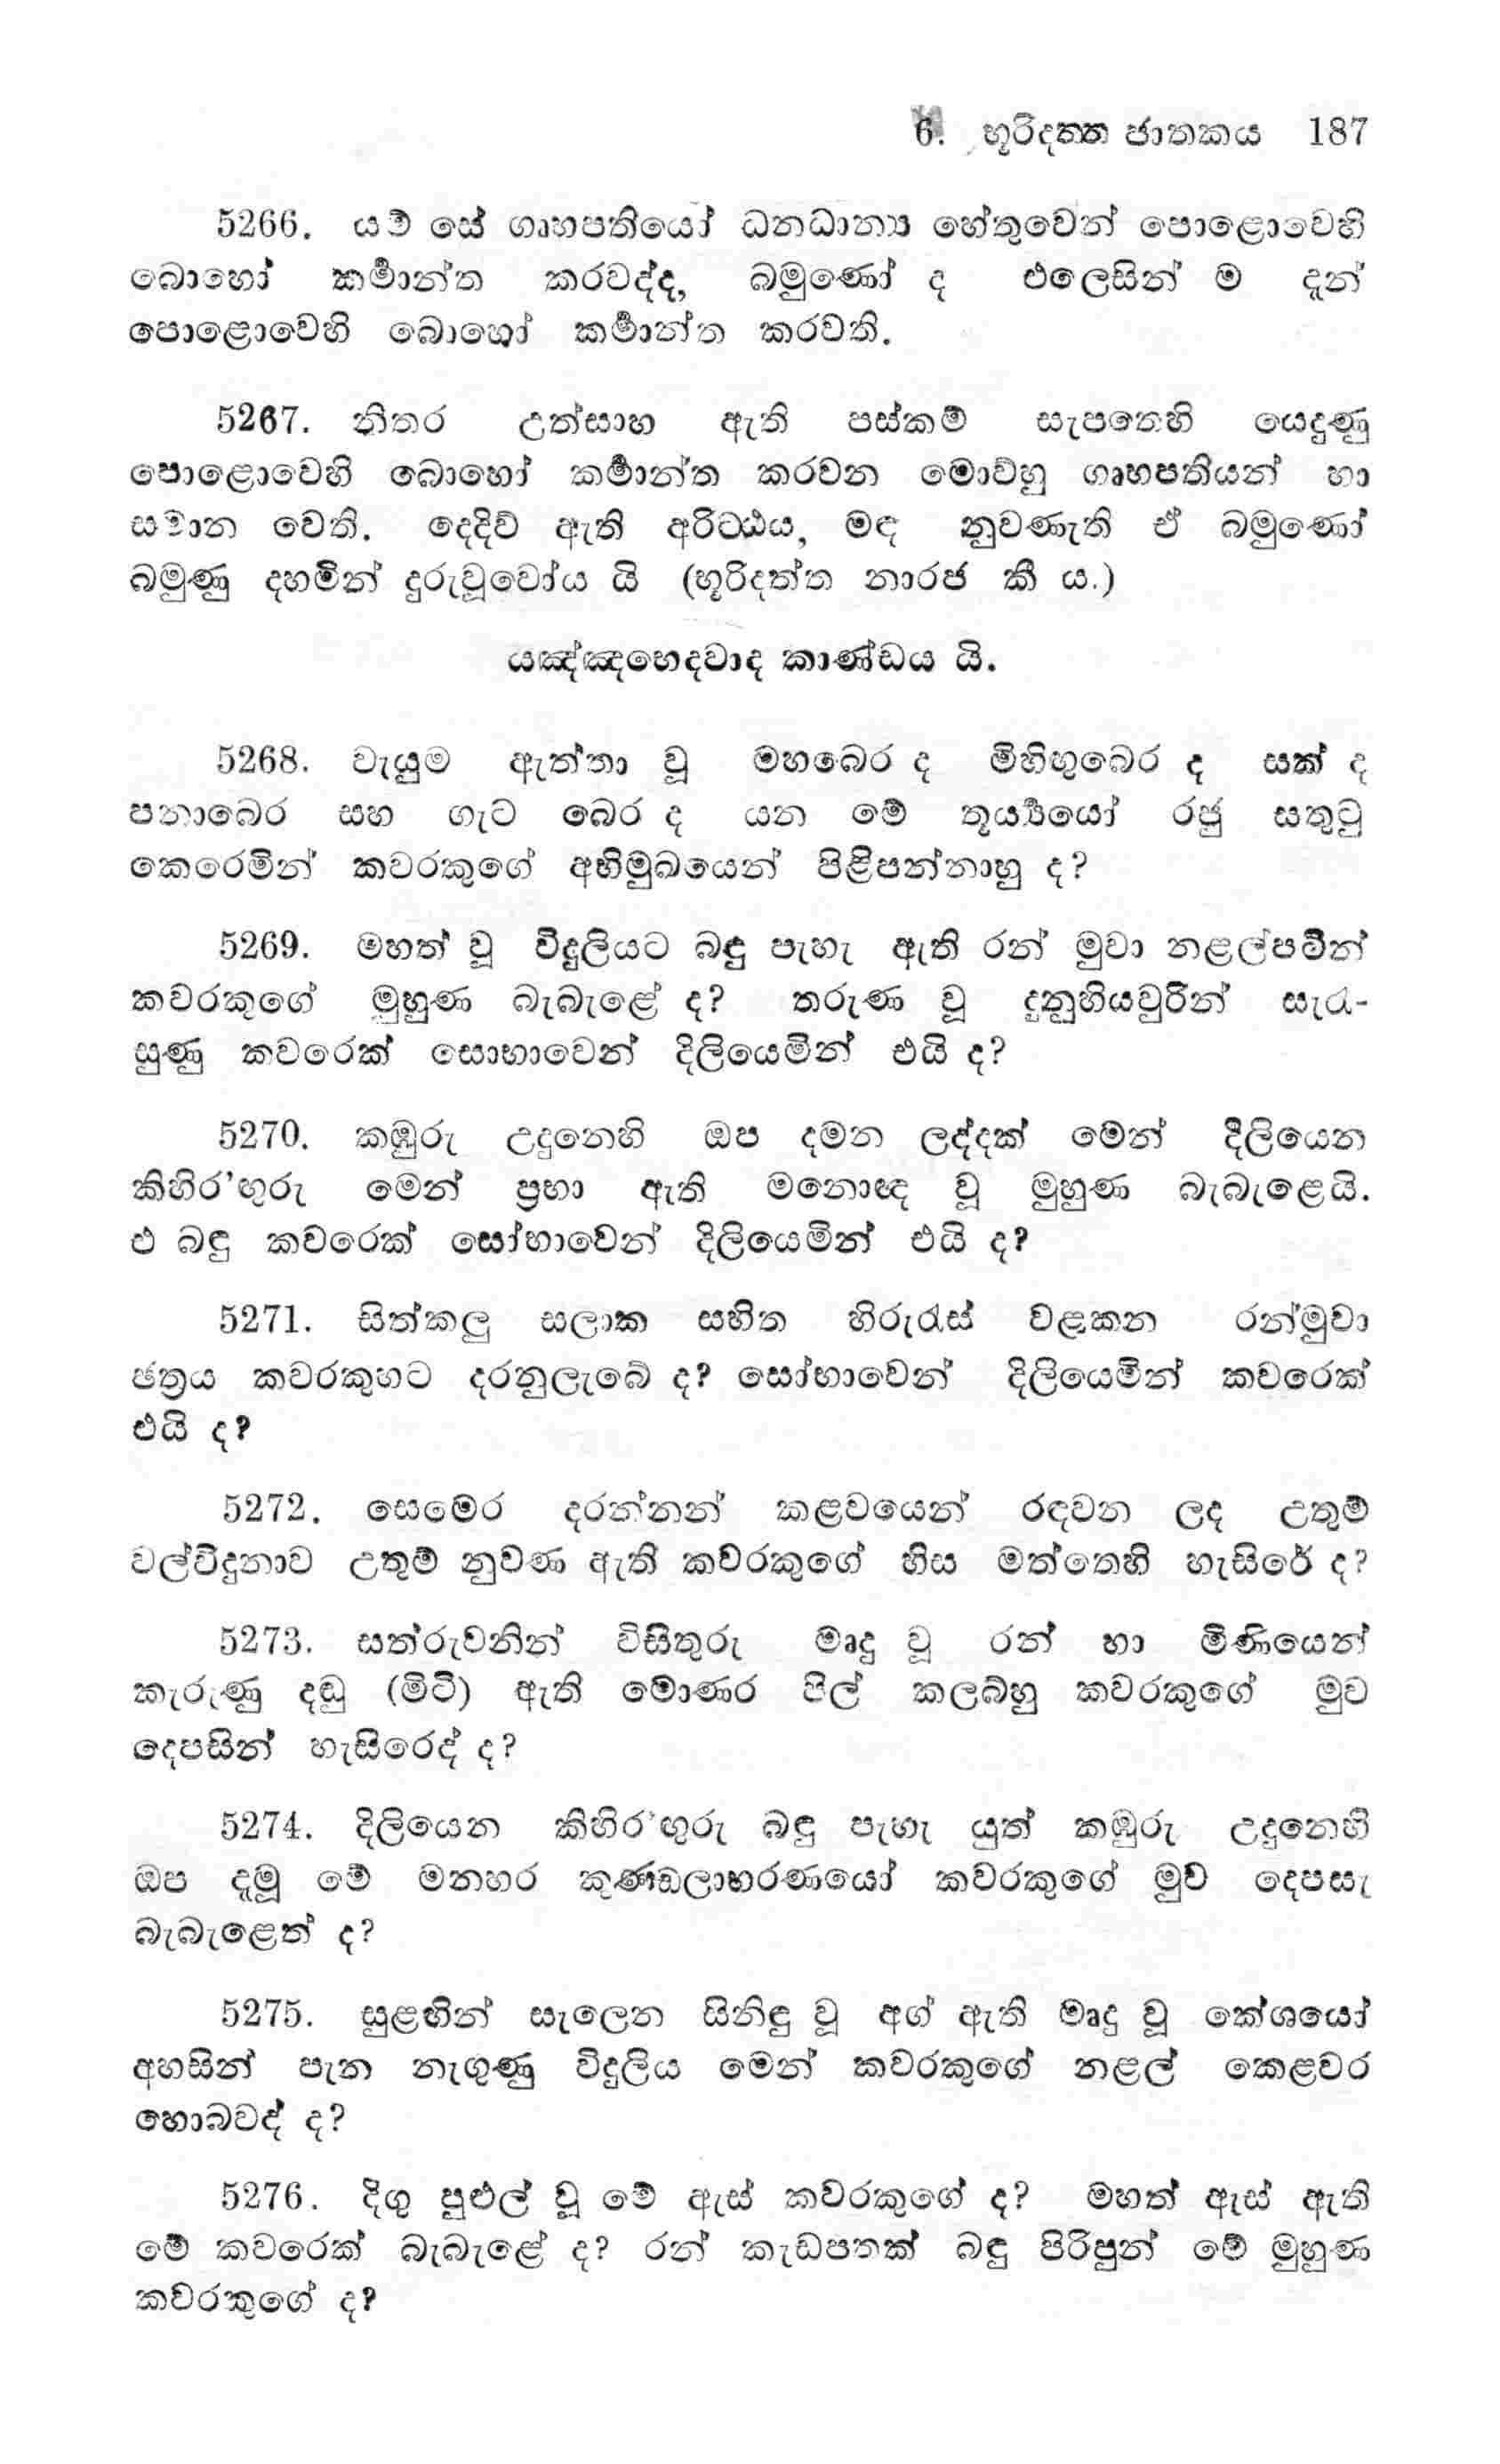 6. භූරිදත්ත ජාතකය 187
5266. යම් සේ ගෘහපතියෝ ධනධාන්‍ය හේතුවෙන් පොළොවෙහි
බොහෝ කර්‍මාන්ත කරවද්ද, බමුණෝ ද එලෙසින් ම දැන්
පොළොවෙහි බොහෝ කර්‍මාන්ත කරවති.
5267. නිතර උත්සාහ ඇති පස්කම් සැපතෙහි යෙදුණු
පොළොවෙහි බොහෝ කර්‍මාන්ත කරවන මොව්හු ගෘහපතියන් හා
සමාන වෙති. දෙදිව් ඇති අරිට්ඨය, මඳ නුවණැති ඒ බමුණෝ
බමුණු දහමින් දුරුවූවෝය යි (භූරිදත්ත නාරජ කී ය.)
යඤ්ඤභෙදවාද කාණ්ඩය යි.
5268. වැයුම ඇත්තා වූ මහබෙර ද මිහිඟුබෙර ද සක් ද
පනාබෙර සහ ගැට බෙර ද යන මේ තූර්‍ය්‍යයෝ රජු සතුටු
කෙරෙමින් කවරකුගේ අභිමුඛයෙන් පිළිපන්නාහු ද?
5269. මහත් වූ විදුලියට බඳු පැහැ ඇති රන් මුවා නළල්පටින්
කවරකුගේ මුහුණ බැබැළේ ද? තරුණ වූ දුනුහියවුරින් සැර-
සුණු කවරෙක් සොභාවෙන් දිලියෙමින් එයි ද?
5270. කඹුරු උදුනෙහි ඔප දමන ලද්දක් මෙන් දිලියෙන
කිහිර'ඟුරු මෙන් ප්‍රභා ඇති මනොඥ වූ මුහුණ බැබැළෙයි.
එ බඳු කවරෙක් සෝභාවෙන් දිලියෙමින් එයි ද?
5271. සිත්කලු සලාක සහිත හිරුරැස් වළකන රන්මුවා
ඡත්‍රය කවරකුහට දරනුලැබේ ද? සෝභාවෙන් දිලියෙමින් කවරෙක්
එයි ද?
5272. සෙමෙර දරන්නන් කළවයෙන් රඳවන ලද උතුම්
වල්විදුනාව උතුම් නුවණ ඇති කවරකුගේ හිස මත්තෙහි හැසිරේ ද?
5273. සත්රුවනින් විසිතුරු මෘදු වූ රන් හා මිණියෙන්
කැරුණු දඬු (මිටි) ඇති මොණර පිල් කලබ්හු කවරකුගේ මුව
දෙපසින් හැසිරෙද් ද?
5274. දිලියෙන කිහිර'ඟුරු බඳු පැහැ යුත් කඹුරු උදුනෙහි
ඔප දැමූ මේ මනහර කුණ්ඩලාභරණයෝ කවරකුගේ මුව දෙපසැ
බැබැළෙත් ද?
5275. සුළඟින් සැලෙන සිනිඳු වූ අග් ඇති මෘදු වූ කේශයෝ
අහසින් පැන නැගුණු විදුලිය මෙන් කවරකුගේ නළල් කෙළවර
හොබවද් ද?
5276. දිගු පුළුල් වූ මේ ඇස් කවරකුගේ ද? මහත් ඇස් ඇති
මේ කවරෙක් බැබැළේ ද? රන් කැඩපතක් බඳු පිරිපුන් මේ මුහුණ
කවරකුගේ ද?